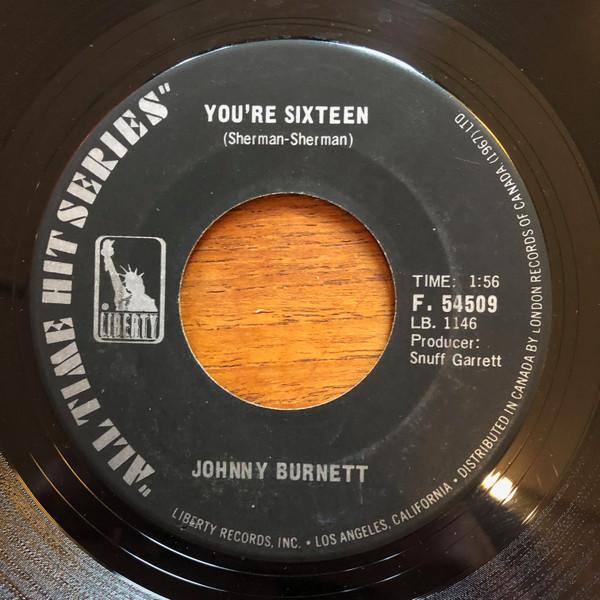 YOU'RE SIXTEEN
(Sherman-Sherman)
"ALL TIME HIT SERIES"
LIBERTY
TIME: 1:56
F. 54509
LB. 1146
Producer:
Snuff Garrett
JOHNNY BURNETT
LIBERTY RECORDS, INC. • LOS ANGELES, CALIFORNIA • DISTRIBUTED IN CANADA BY LONDON RECORDS OF CANADA, (1967) LTD